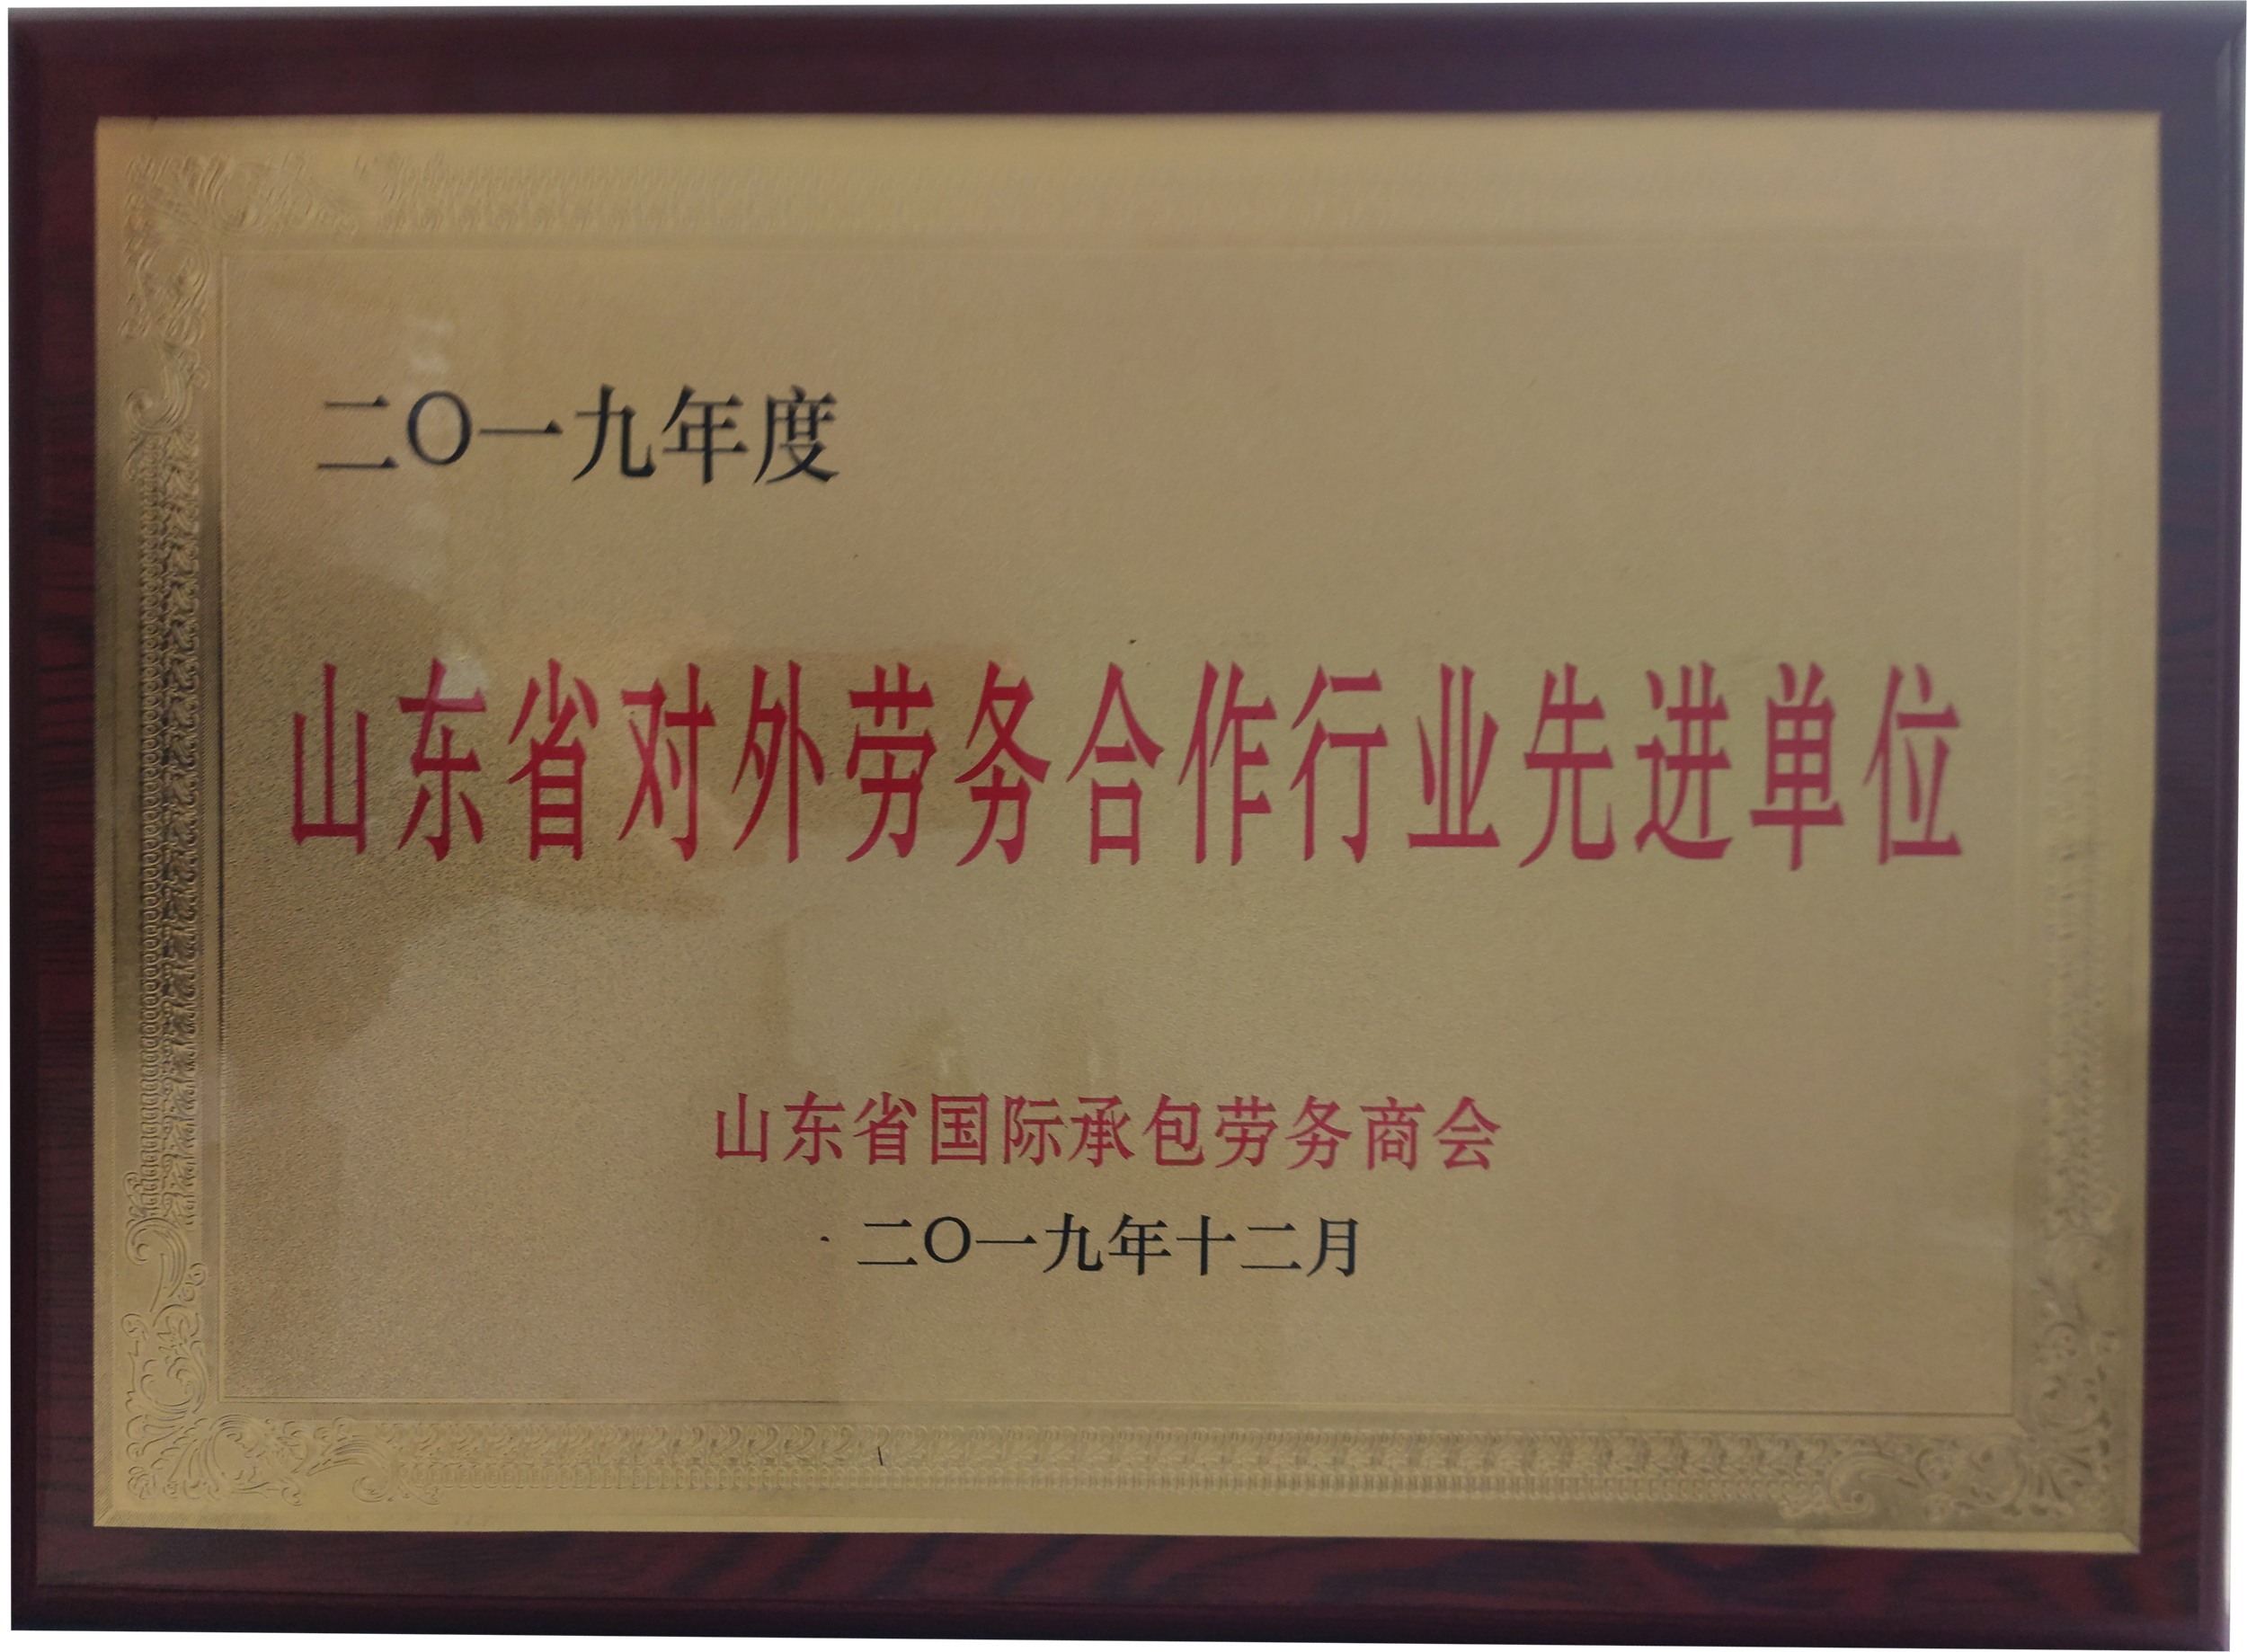 二〇一九年度
山东省对外劳务合作行业先进单位
山东省国际承包劳务商会
二〇一九年十二月